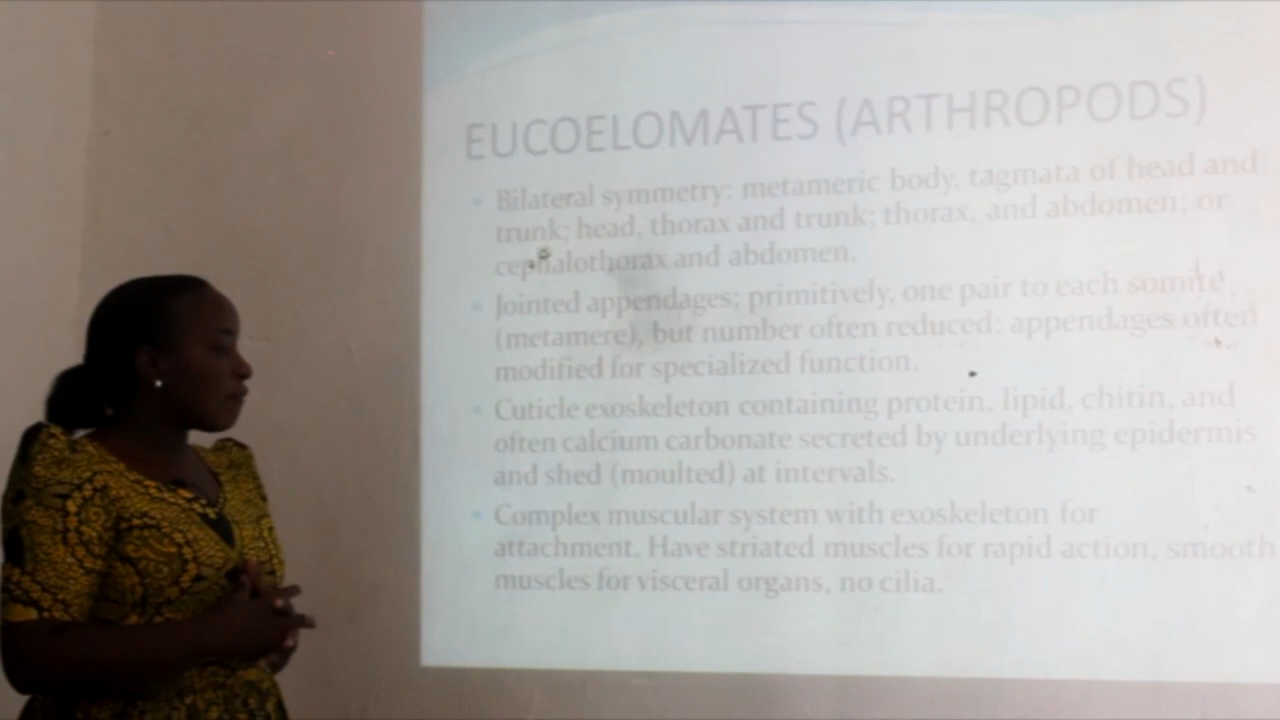 EUCOELOMATES (ARTHROPODS)
Bilateral symmetry: metameric body, tagmata of head and
trunk; head, thorax and trunk; thorax, and abdomen; or
cephalothorax and abdomen.
Jointed appendages; primitively, one pair to each somite
(metamere), but number often reduced: appendages often
modified for specialized function.
Cuticle exoskeleton containing protein, lipid, chitin, and
often calcium carbonate secreted by underlying epidermis
and shed (moulted) at intervals.
Complex muscular system with exoskeleton for
attachment. Have striated muscles for rapid action, smooth
muscles for visceral organs, no cilia.